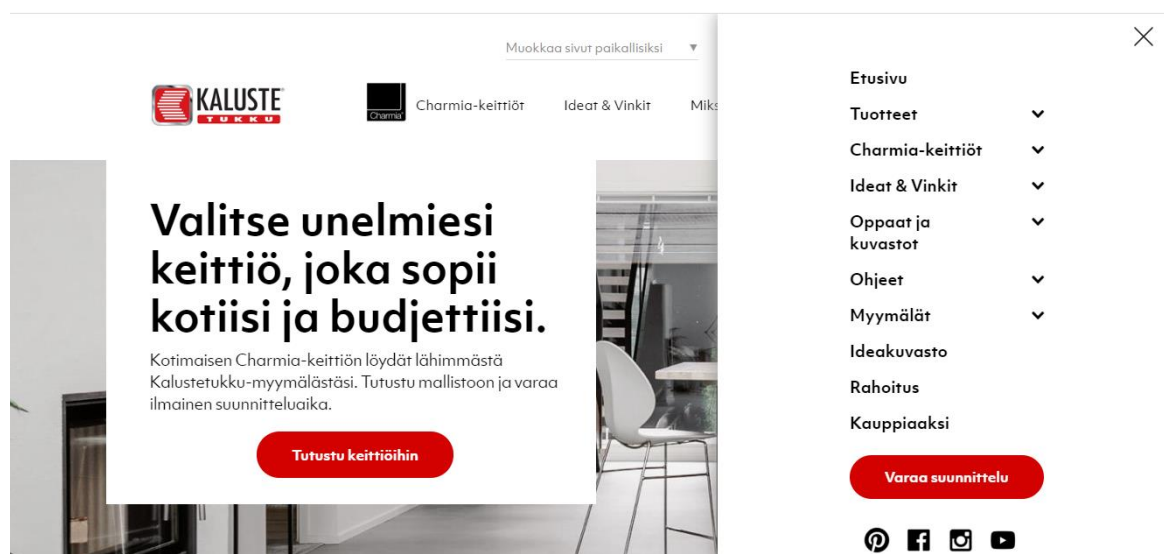 Muokkaa sivut paikallisiksi
KALUSTE
TUKKU
Charmia
Charmia-keittiöt
Ideat & Vinkit
Valitse unelmiesi
keittiö, joka sopii
kotiisi ja budjettiisi.
Kotimaisen Charmia-keittiön löydät lähimmästä
Kalustetukku-myymälästäsi. Tutustu mallistoon ja varaa
ilmainen suunnitteluaika.
Tutustu keittiöihin
Etusivu
Tuotteet
Charmia-keittiöt
Ideat & Vinkit
Oppaat ja
kuvastot
Ohjeet
Myymälät
Ideakuvasto
Rahoitus
Kauppiaaksi
Varaa suunnittelu